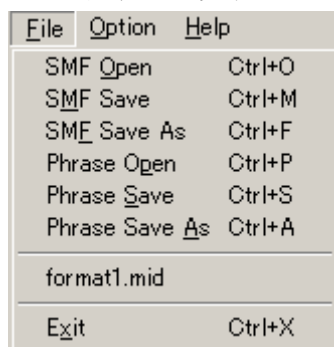 File Option Help
SMF Open Ctrl+O
SMF Save Ctrl+M
SMF Save As Ctrl+F
Phrase Open Ctrl+P
Phrase Save Ctrl+S
Phrase Save As Ctrl+A
format1.mid
Exit Ctrl+X